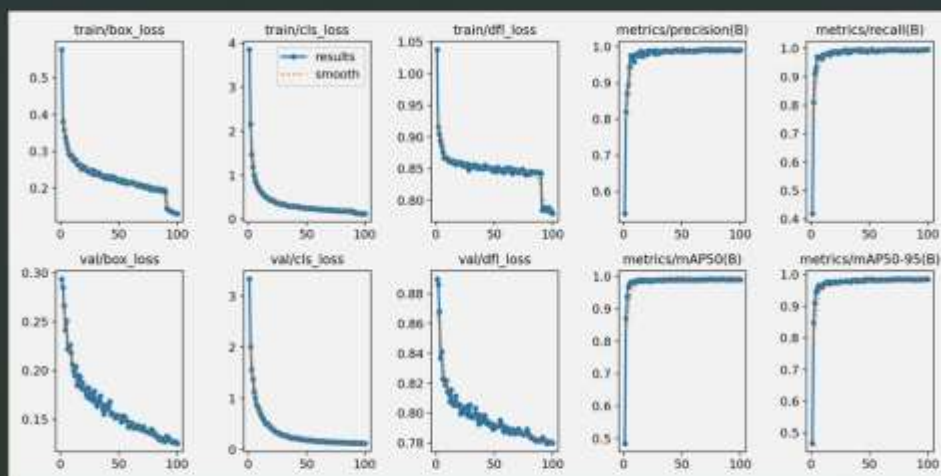 train/box_loss
train/cls_loss
train/dfl_loss
metrics/precision(B)
metrics/recall(B)
0.5
0.4
0.3
0.2
0 50 100
4
3
2
1
0
results
smooth
0 50 100
1.05
1.00
0.95
0.90
0.85
0.80
0 50 100
1.0
0.9
0.8
0.7
0.6
0 50 100
1.0
0.9
0.8
0.7
0.6
0.5
0.4
0 50 100
val/box_loss
val/cls_loss
val/dfl_loss
metrics/mAP50(B)
metrics/mAP50-95(B)
0.30
0.25
0.20
0.15
0 50 100
3
2
1
0
0 50 100
0.88
0.86
0.84
0.82
0.80
0.78
0 50 100
1.0
0.9
0.8
0.7
0.6
0.5
0 50 100
1.0
0.9
0.8
0.7
0.6
0.5
0 50 100